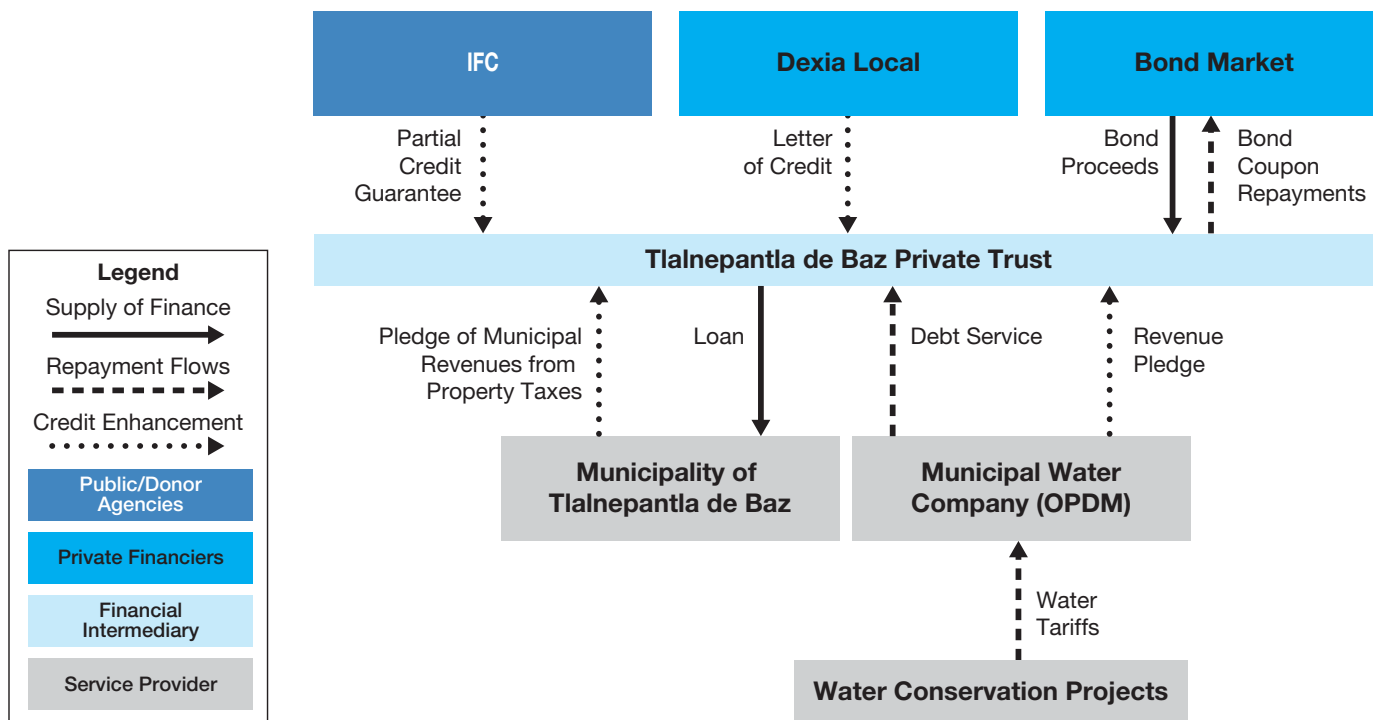 IFC
Dexia Local
Bond Market
Partial
Credit
Guarantee
Letter
of Credit
Bond
Proceeds
Bond
Coupon
Repayments
Tlalnepantla de Baz Private Trust
Legend
Supply of Finance
Repayment Flows
Credit Enhancement
Public/Donor
Agencies
Private Financiers
Financial
Intermediary
Service Provider
Pledge of Municipal
Revenues from
Property Taxes
Loan
Debt Service
Revenue
Pledge
Municipality of
Tlalnepantla de Baz
Municipal Water
Company (OPDM)
Water
Tariffs
Water Conservation Projects